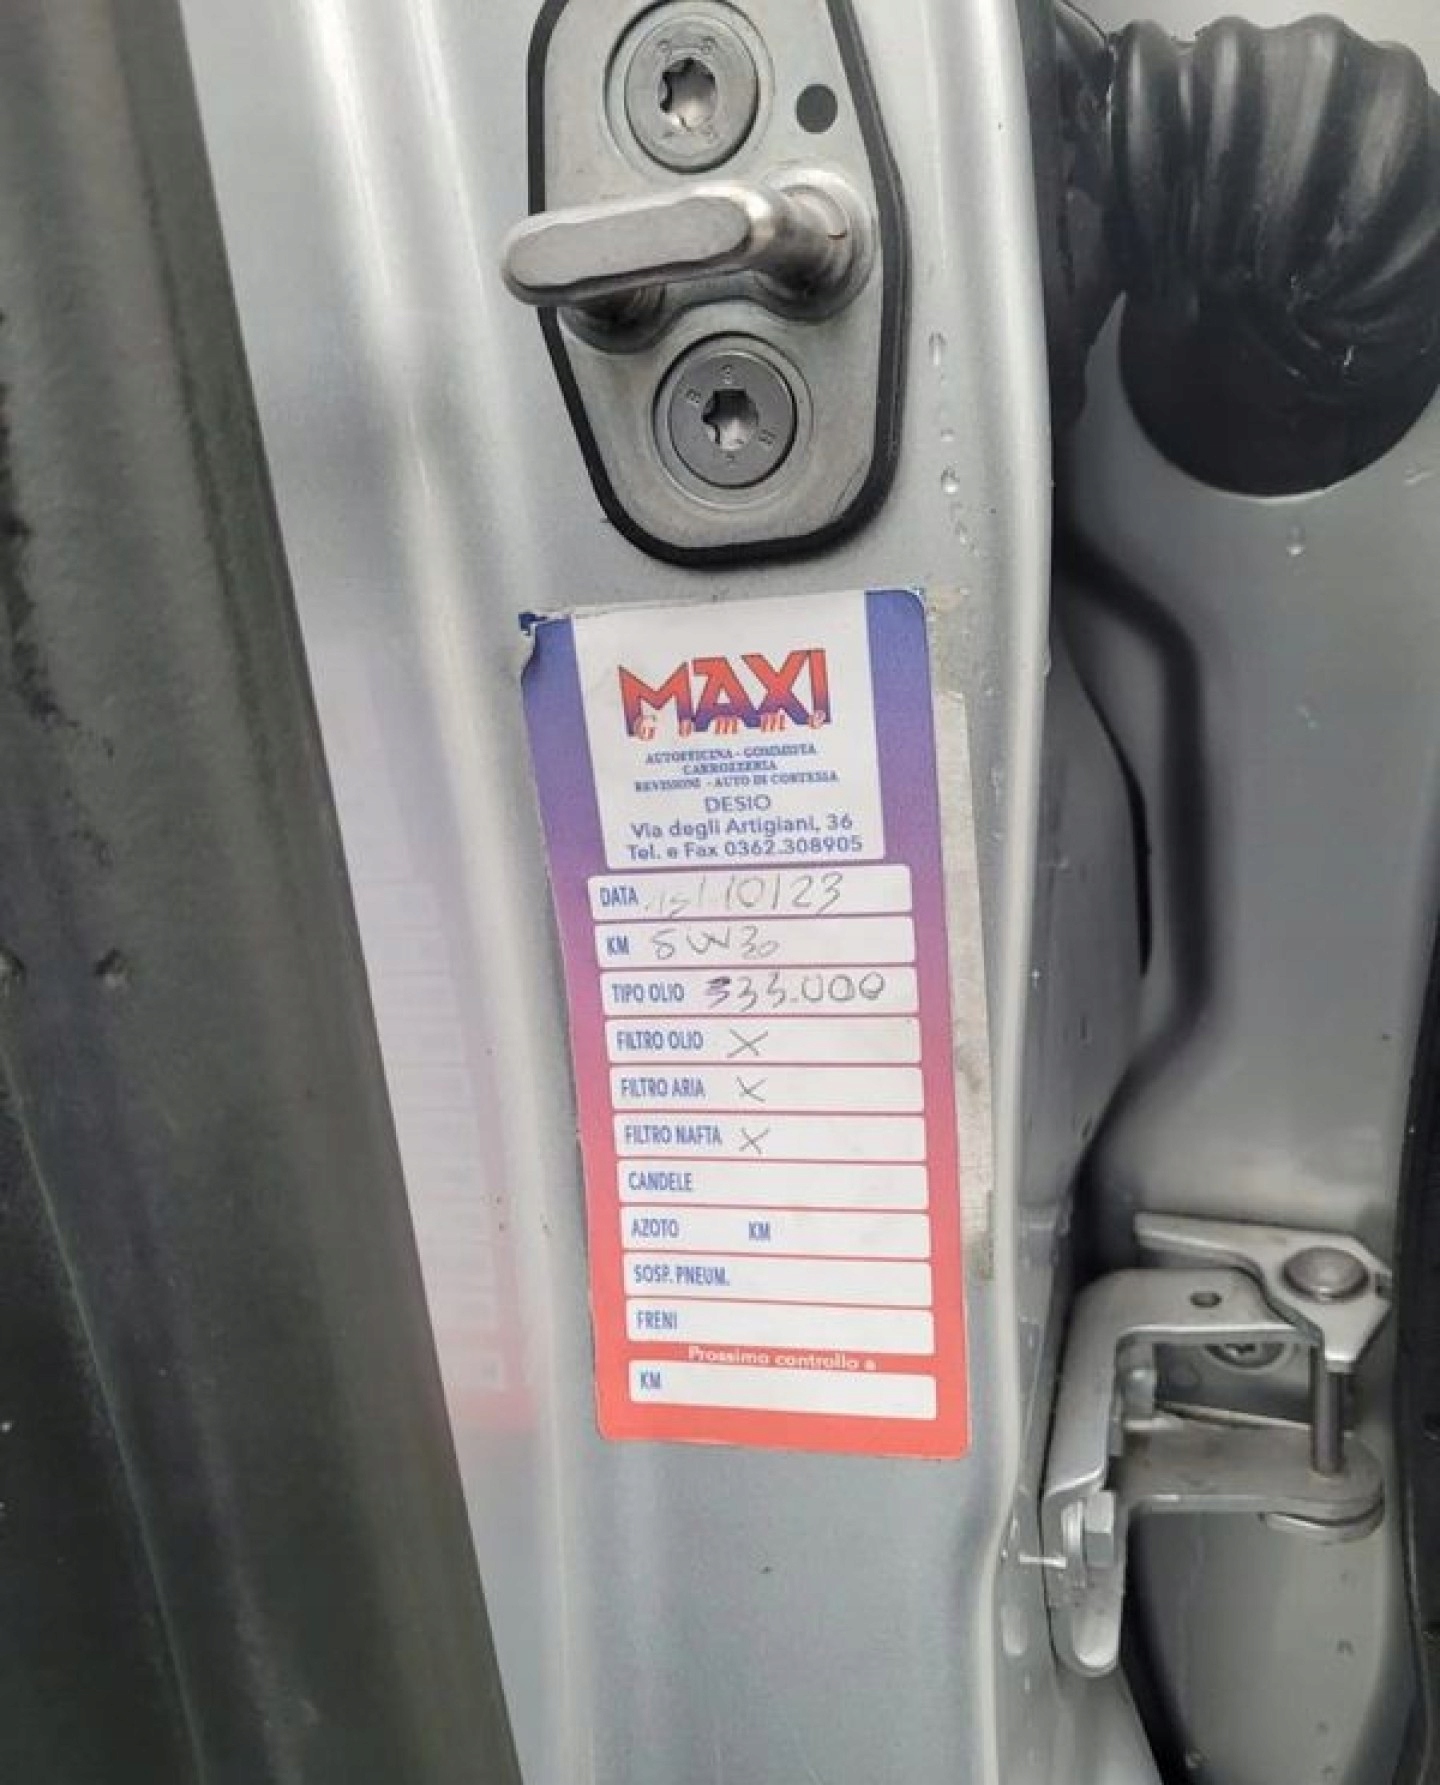 MAXI
Gomme
AUTOFFICINA - GOMMISTA
CARROZZERIA
REVISIONI - AUTO DI CORTESIA
DESIO
Via degli Artigiani, 36
Tel. e Fax 0362.308905
DATA 15/10/23
KM 5W30
TIPO OLIO 333.000
FILTRO OLIO X
FILTRO ARIA X
FILTRO NAFTA X
CANDELE
AZOTO KM
SOSP. PNEUM.
FRENI
Prossimo controllo a
KM